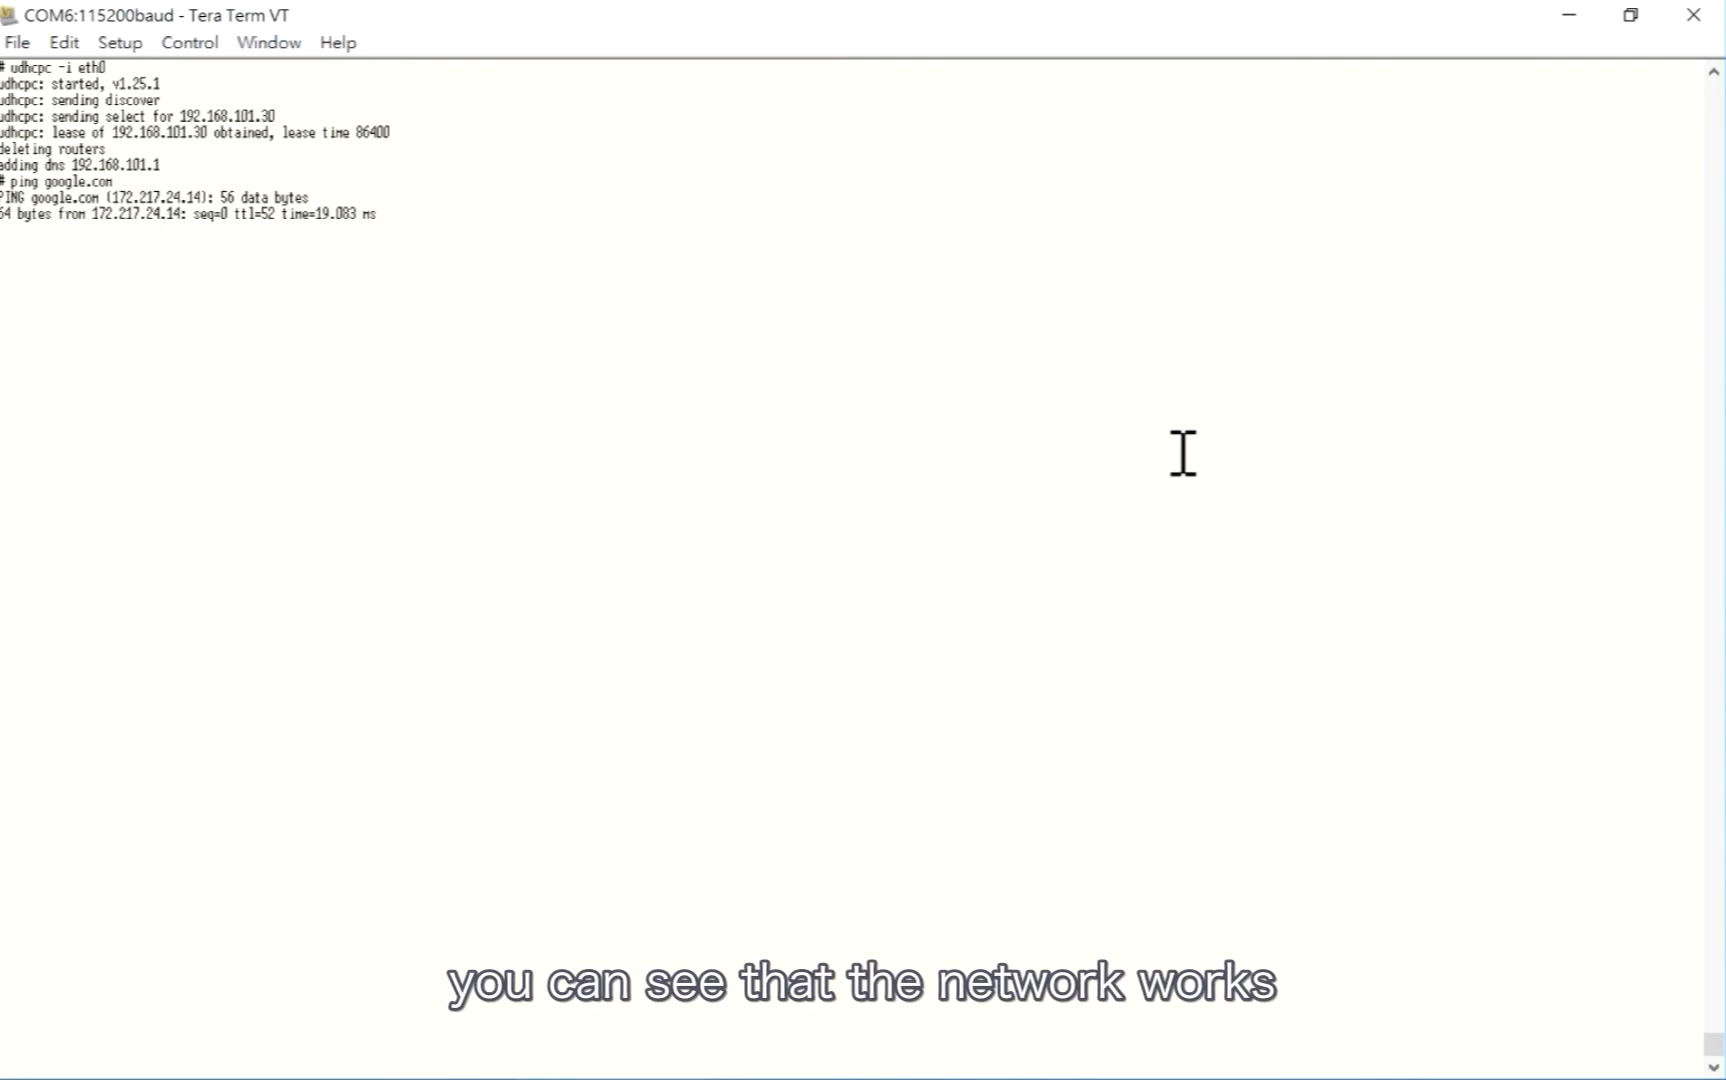 COM6:115200baud - Tera Term VT
File Edit Setup Control Window Help
# udhcpc -i eth0
udhcpc: started, v1.25.1
udhcpc: sending discover
udhcpc: sending select for 192.168.101.30
udhcpc: lease of 192.168.101.30 obtained, lease time 86400
deleting routers
adding dns 192.168.101.1
# ping google.com
PING google.com (172.217.24.14): 56 data bytes
64 bytes from 172.217.24.14: seq=0 ttl=52 time=19.083 ms
you can see that the network works